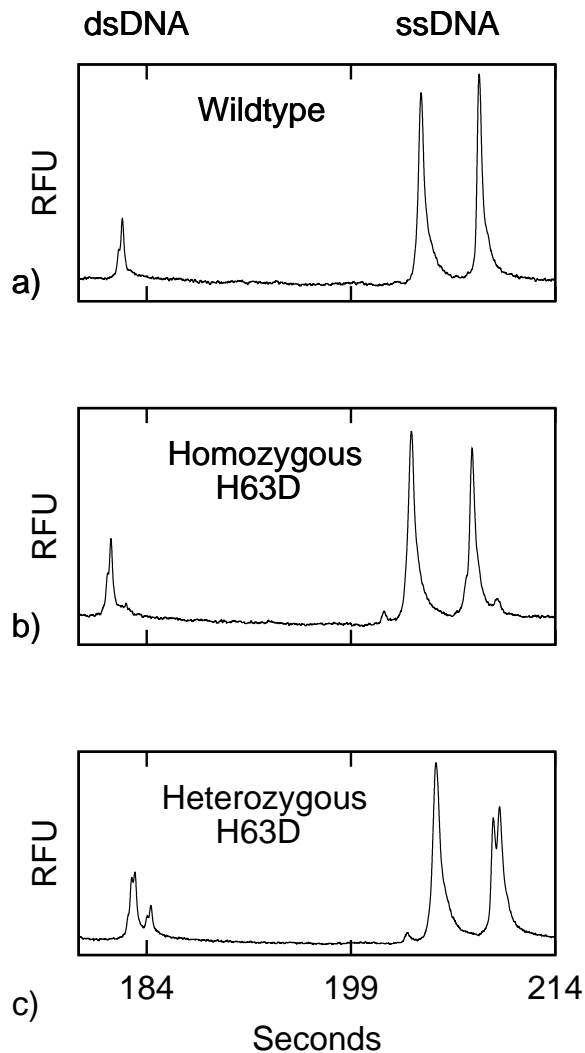 dsDNA ssDNA
Wildtype
RFU
a)
Homozygous
H63D
RFU
b)
Heterozygous
H63D
RFU
c)
184 199 214
Seconds